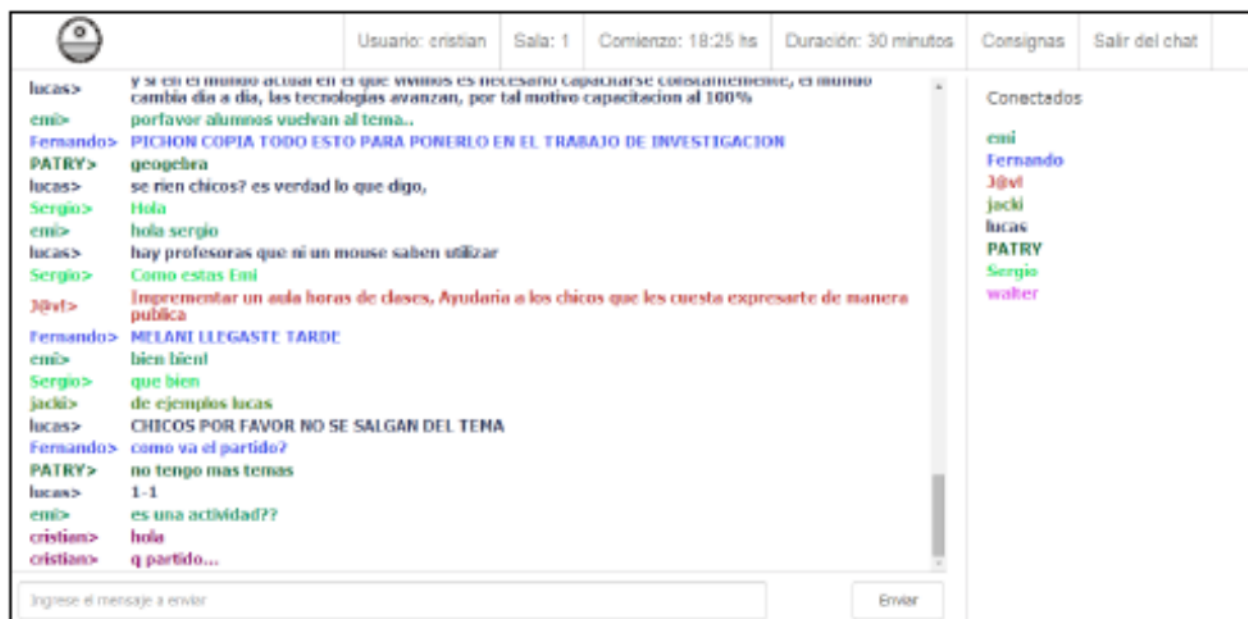 Usuario: cristian Sala: 1 Comienzo: 18:25 hs Duración: 30 minutos Consignas Salir del chat
lucas> y si en el mundo actual en el que vivimos es necesario capacitarse constantemente, el mundo
cambia dia a dia, las tecnologias avanzan, por tal motivo capacitacion al 100%
emi> porfavor alumnos vuelvan al tema..
Fernando> PICHON COPIA TODO ESTO PARA PONERLO EN EL TRABAJO DE INVESTIGACION
PATRY> geogebra
lucas> se rien chicos? es verdad lo que digo,
Sergio> Hola
emi> hola sergio
lucas> hay profesoras que ni un mouse saben utilizar
Sergio> Como estas Emi
J@vi> Imprementar un aula horas de clases, Ayudaria a los chicos que les cuesta expresarte de manera
publica
Fernando> MELANI LLEGASTE TARDE
emi> bien bien!
Sergio> que bien
jacki> de ejemplos lucas
lucas> CHICOS POR FAVOR NO SE SALGAN DEL TEMA
Fernando> como va el partido?
PATRY> no tengo mas temas
lucas> 1-1
emi> es una actividad??
cristian> hola
cristian> q partido...
Ingrese el mensaje a enviar Enviar
Conectados
emi
Fernando
J@vi
jacki
lucas
PATRY
Sergio
walter